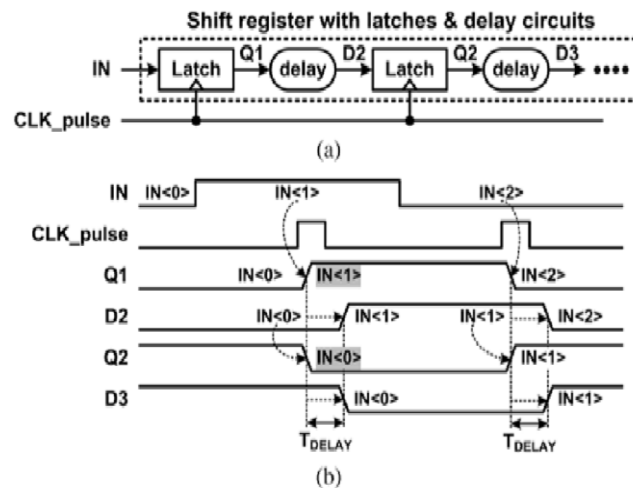 Shift register with latches & delay circuits
IN Latch Q1 delay D2 Latch Q2 delay D3
CLK_pulse
(a)
IN IN<0> IN<1> IN<2>
CLK_pulse
Q1 IN<0> IN<1> IN<2>
D2 IN<0> IN<1> IN<1> IN<2>
Q2 IN<0> IN<1>
D3 IN<0> IN<1>
TDELAY TDELAY
(b)